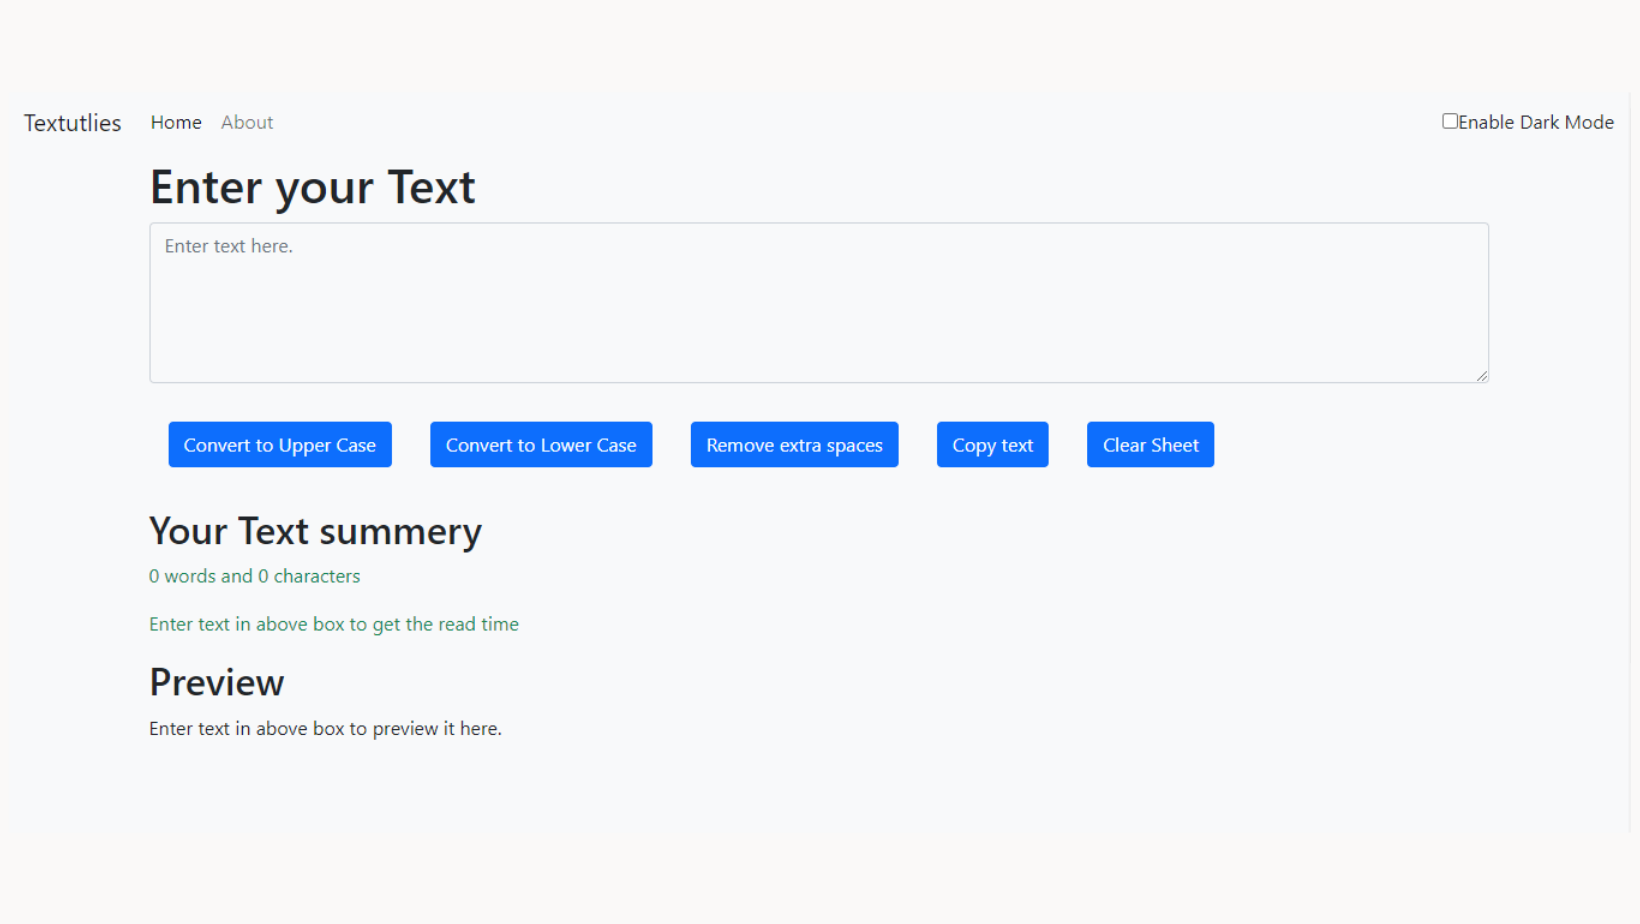 Textutlies Home About Enable Dark Mode
Enter your Text
Enter text here.
Convert to Upper Case Convert to Lower Case Remove extra spaces Copy text Clear Sheet
Your Text summery
0 words and 0 characters
Enter text in above box to get the read time
Preview
Enter text in above box to preview it here.